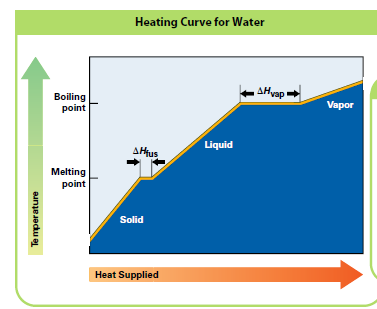 Heating Curve for Water
Boiling
point
ΔHvap
Vapor
ΔHfus
Liquid
Melting
point
Solid
Temperature
Heat Supplied